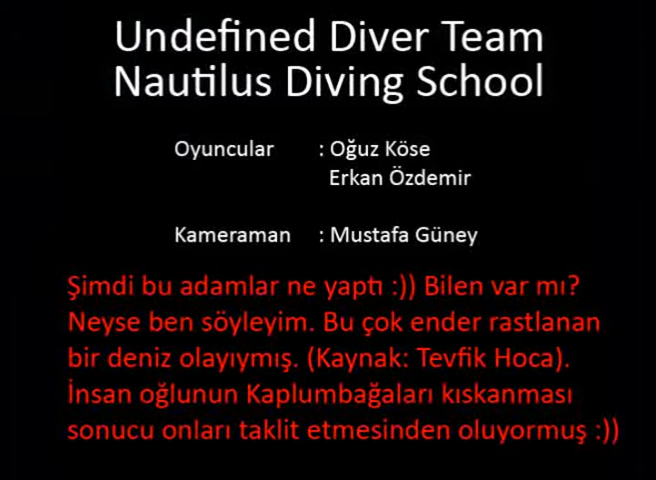 Undefined Diver Team
Nautilus Diving School
Oyuncular : Oğuz Köse
Erkan Özdemir
Kameraman : Mustafa Güney
Şimdi bu adamlar ne yaptı :)) Bilen var mı?
Neyse ben söyleyim. Bu çok ender rastlanan
bir deniz olayıymış. (Kaynak: Tevfik Hoca).
İnsan oğlunun Kaplumbağaları kıskanması
sonucu onları taklit etmesinden oluyormuş :))